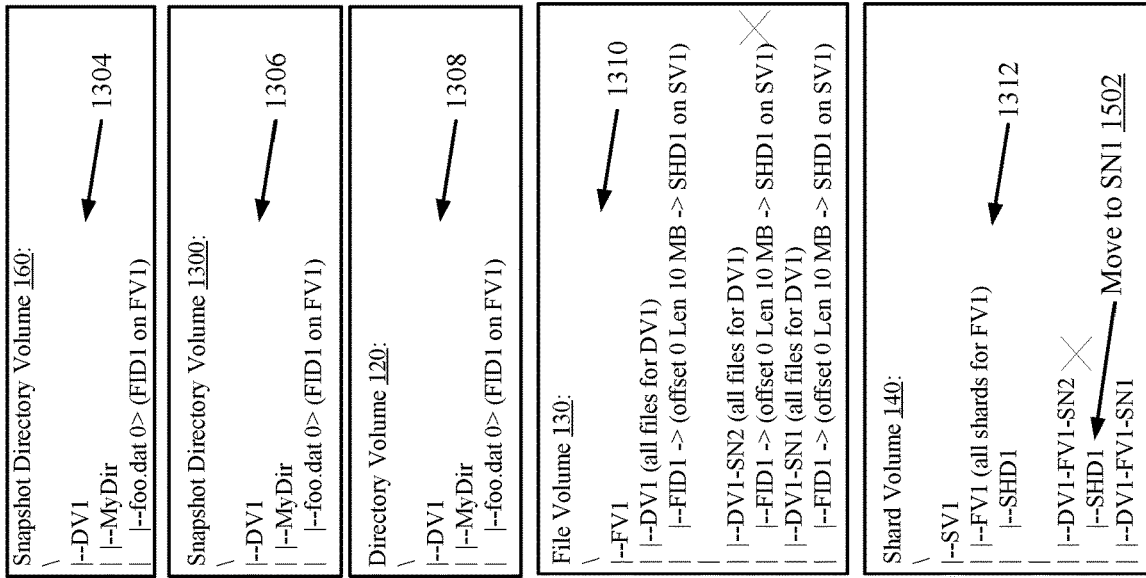 Snapshot Directory Volume 160:
\
|--DV1
| |--MyDir
| |--foo.dat 0> (FID1 on FV1)
1304
Snapshot Directory Volume 1300:
\
|--DV1
| |--MyDir
| |--foo.dat 0> (FID1 on FV1)
1306
Directory Volume 120:
\
|--DV1
| |--MyDir
| |--foo.dat 0> (FID1 on FV1)
1308
File Volume 130:
\
|--FV1
| |--DV1 (all files for DV1)
| |--FID1 -> (offset 0 Len 10 MB -> SHD1 on SV1)
|
| |--DV1-SN2 (all files for DV1)
| |--FID1 -> (offset 0 Len 10 MB -> SHD1 on SV1)
| |--DV1-SN1 (all files for DV1)
| |--FID1 -> (offset 0 Len 10 MB -> SHD1 on SV1)
1310
Shard Volume 140:
\
|--SV1
| |--FV1 (all shards for FV1)
| |--SHD1
|
| |--DV1-FV1-SN2
| |--SHD1
| |--DV1-FV1-SN1
1312
Move to SN1 1502